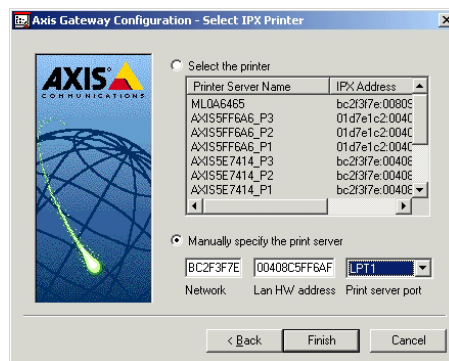 Axis Gateway Configuration - Select IPX Printer
AXIS
COMMUNICATIONS
Select the printer
Printer Server Name IPX Address
ML0A6465 bc2f3f7e:00809
AXIS5FF6A6_P3 01d7e1c2:0040
AXIS5FF6A6_P2 01d7e1c2:0040
AXIS5FF6A6_P1 01d7e1c2:0040
AXIS5E7414_P3 bc2f3f7e:00408
AXIS5E7414_P2 bc2f3f7e:00408
AXIS5E7414_P1 bc2f3f7e:00408
Manually specify the print server
BC2F3F7E 00408C5FF6AF LPT1
Network Lan HW address Print server port
< Back Finish Cancel